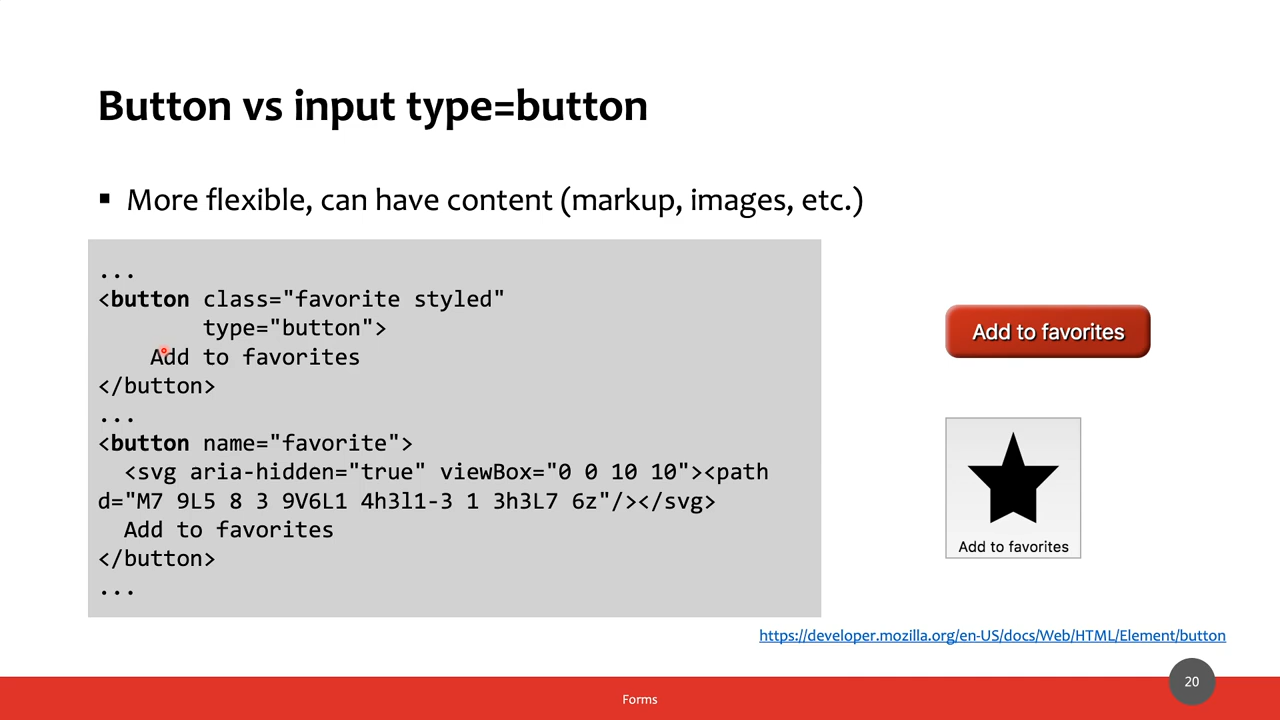 Button vs input type=button
▪ More flexible, can have content (markup, images, etc.)
...
<button class="favorite styled"
type="button">
Add to favorites
</button>
...
<button name="favorite">
<svg aria-hidden="true" viewBox="0 0 10 10"><path
d="M7 9L5 8 3 9V6L1 4h3l1-3 1 3h3L7 6z"/></svg>
Add to favorites
</button>
...
Add to favorites
Add to favorites
https://developer.mozilla.org/en-US/docs/Web/HTML/Element/button
20
Forms